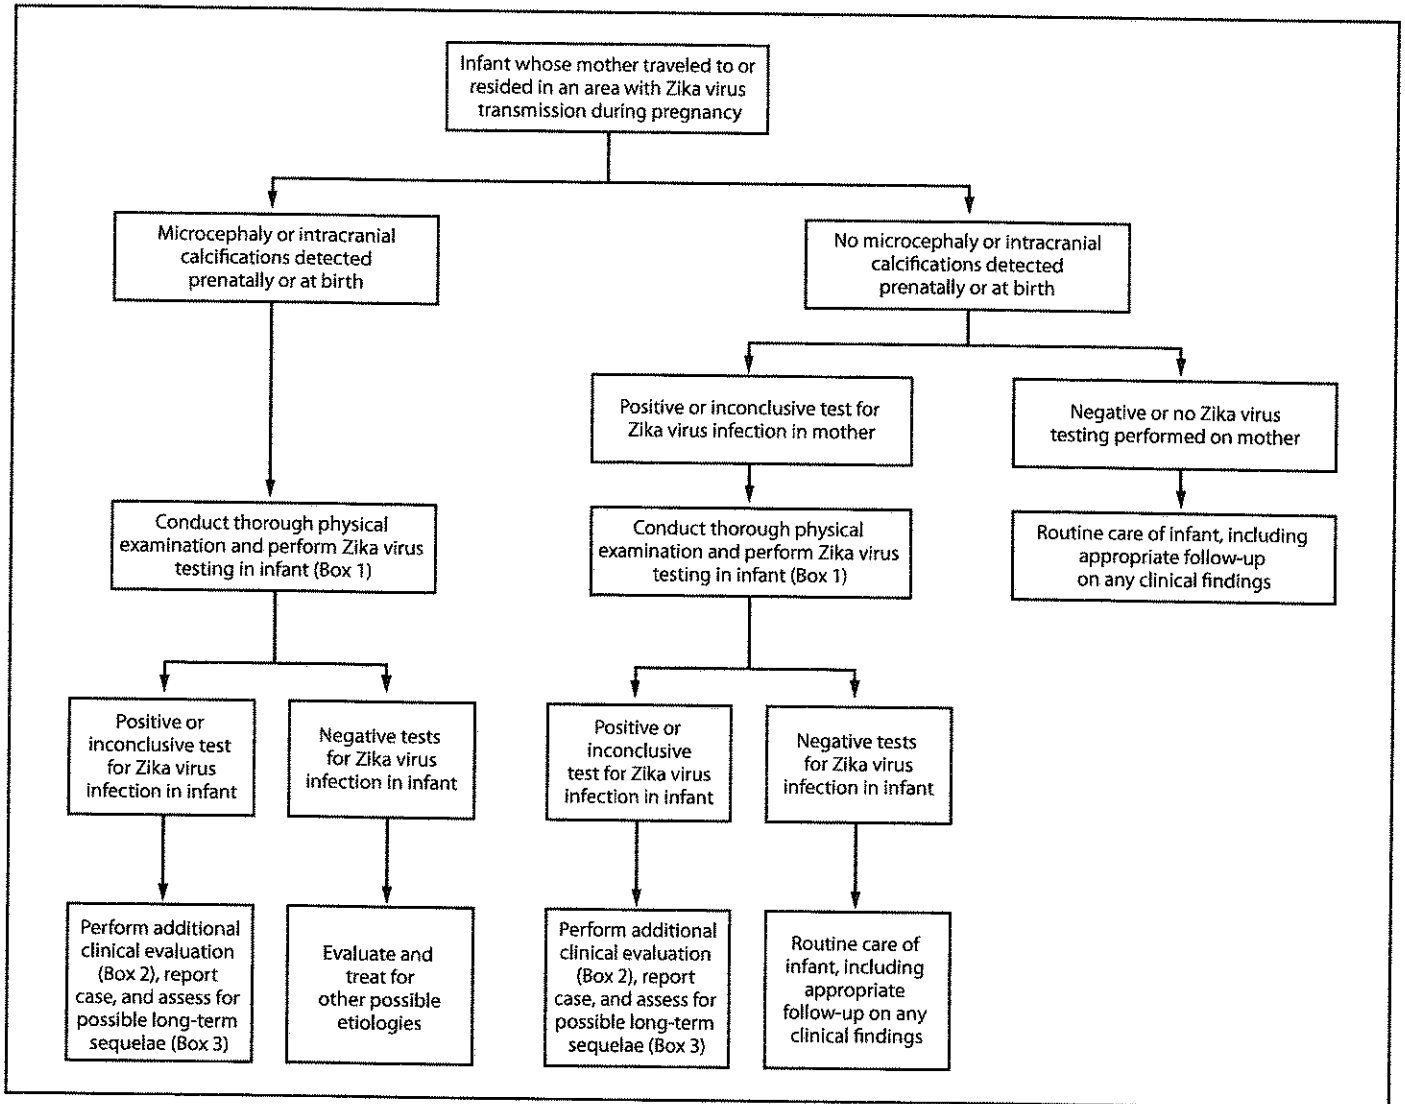 Infant whose mother traveled to or
resided in an area with Zika virus
transmission during pregnancy
Microcephaly or intracranial
calcifications detected
prenatally or at birth
No microcephaly or intracranial
calcifications detected
prenatally or at birth
Positive or inconclusive test for
Zika virus infection in mother
Negative or no Zika virus
testing performed on mother
Conduct thorough physical
examination and perform Zika virus
testing in infant (Box 1)
Conduct thorough physical
examination and perform Zika virus
testing in infant (Box 1)
Routine care of infant, including
appropriate follow-up
on any clinical findings
Positive or
inconclusive test
for Zika virus
infection in infant
Negative tests
for Zika virus
infection in infant
Positive or
inconclusive
test for Zika virus
infection in infant
Negative tests
for Zika virus
infection in infant
Perform additional
clinical evaluation
(Box 2), report
case, and assess for
possible long-term
sequelae (Box 3)
Evaluate and
treat for
other possible
etiologies
Perform additional
clinical evaluation
(Box 2), report
case, and assess for
possible long-term
sequelae (Box 3)
Routine care of
infant, including
appropriate
follow-up on any
clinical findings